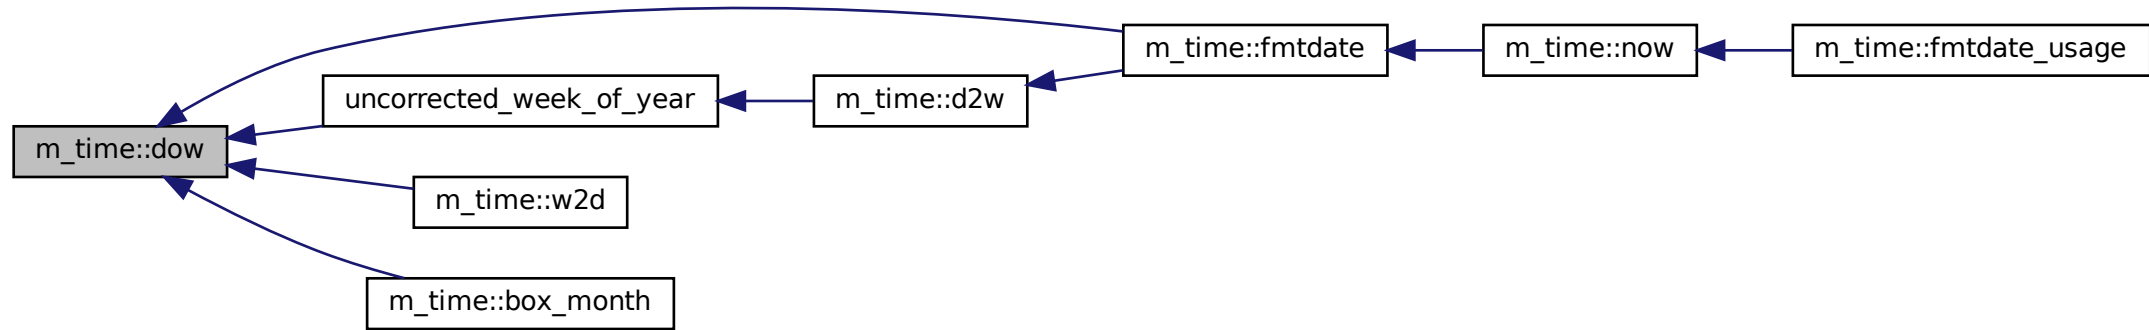 m_time::fmtdate
m_time::now
m_time::fmtdate_usage
uncorrected_week_of_year
m_time::d2w
m_time::dow
m_time::w2d
m_time::box_month